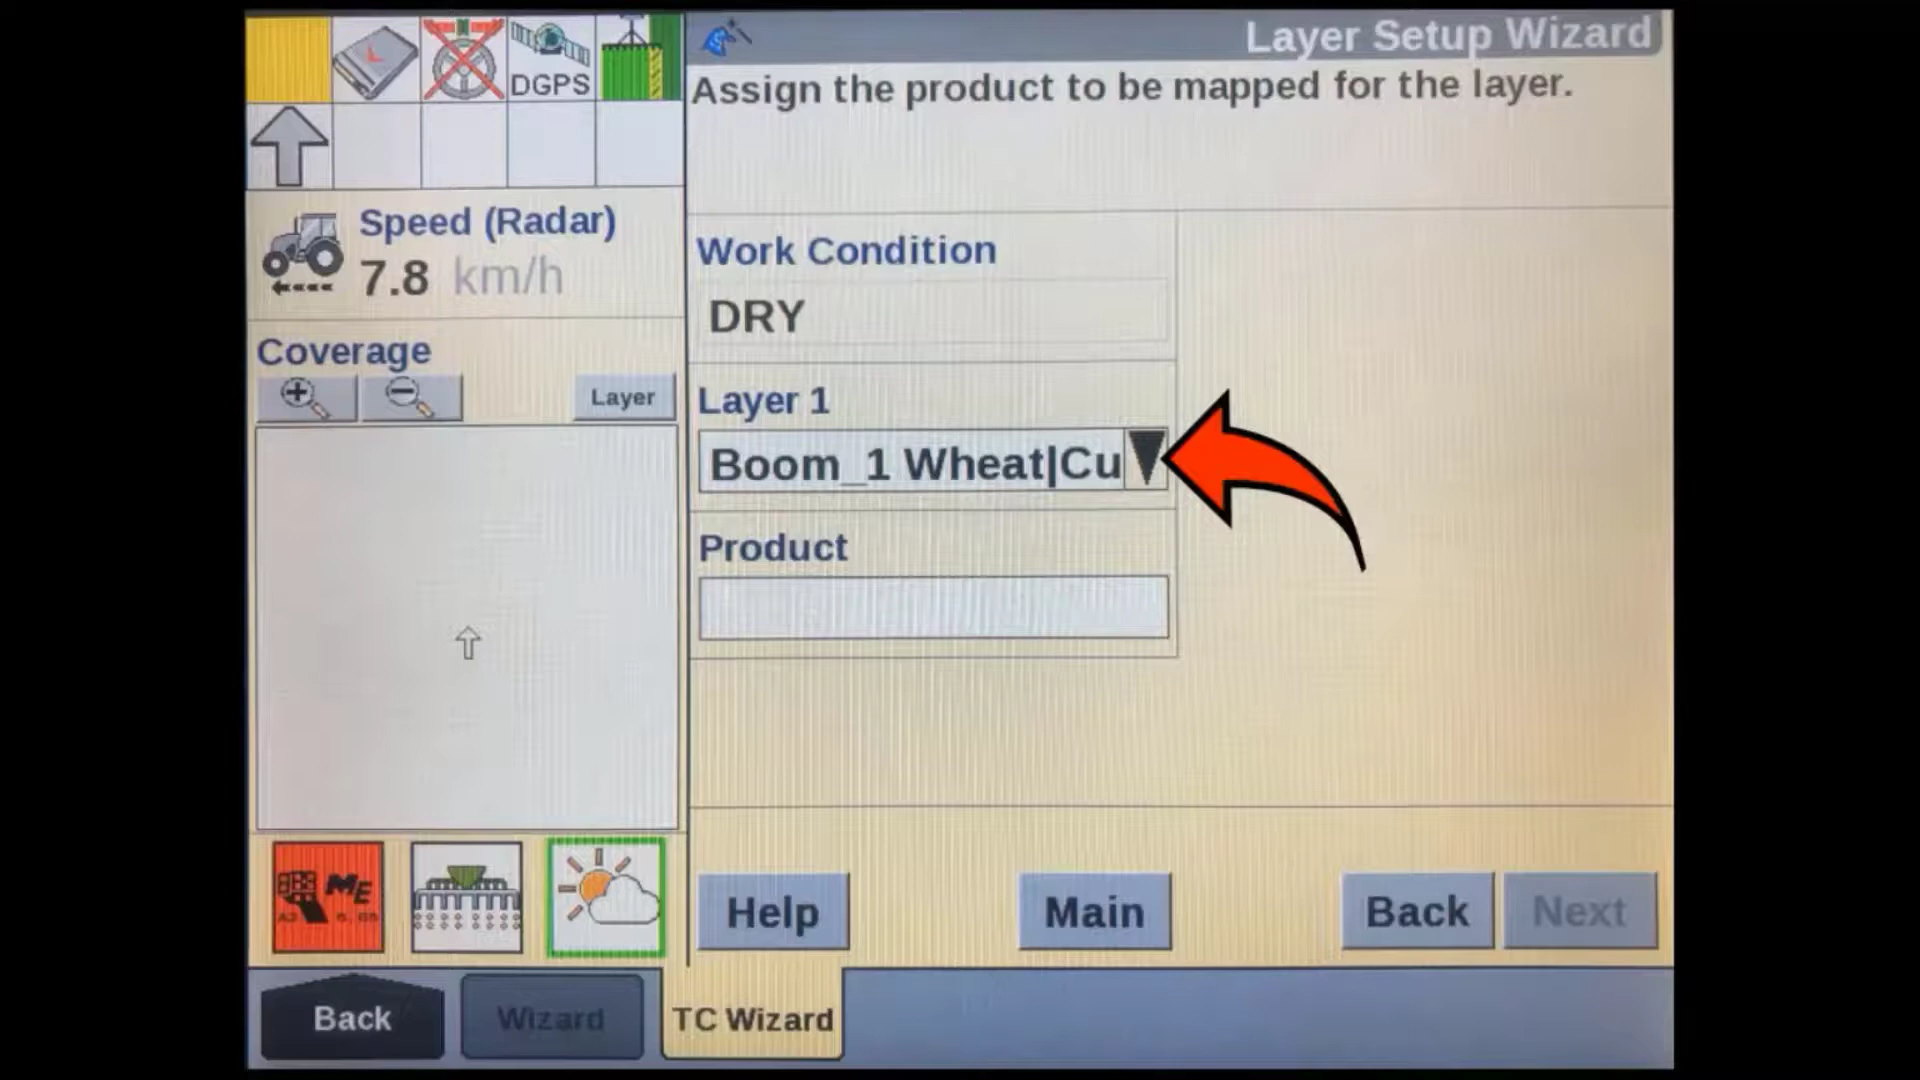 Layer Setup Wizard
DGPS
Assign the product to be mapped for the layer.
Speed (Radar)
7.8 km/h
Coverage
Layer
Work Condition
DRY
Layer 1
Boom_1 Wheat|Cu
Product
ME
Help
Main
Back
Next
Back
Wizard
TC Wizard